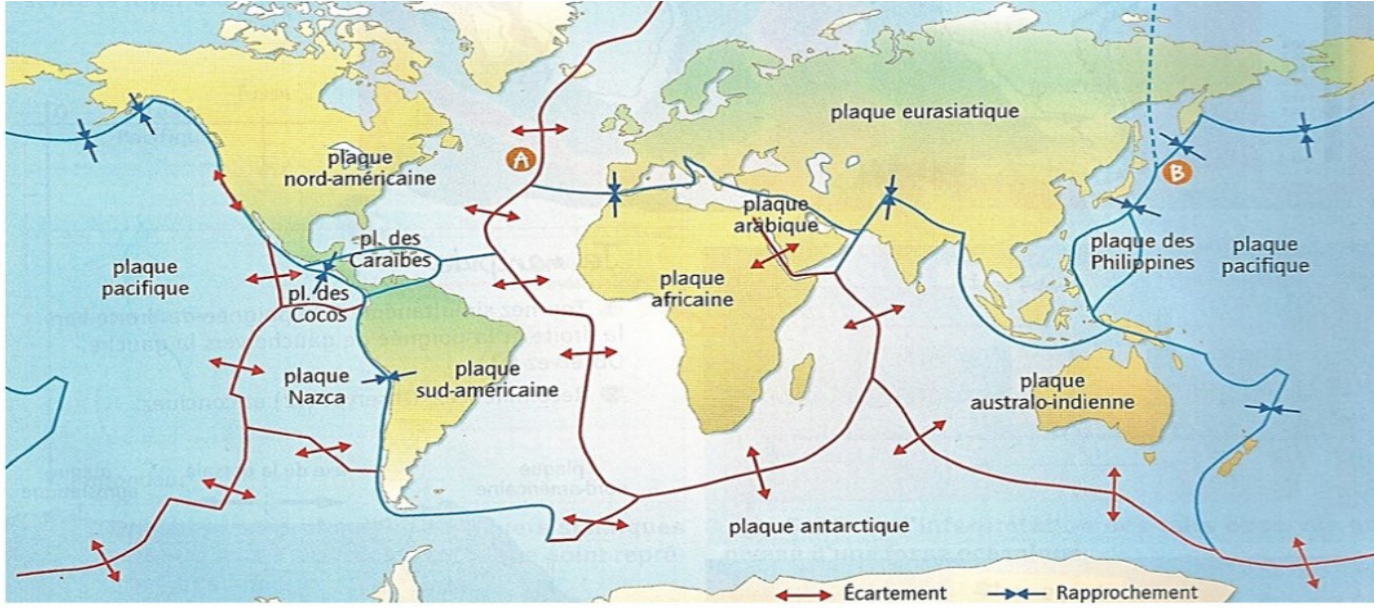 plaque eurasiatique
A
plaque
nord-américaine
B
plaque
arabique
pl. des
Caraïbes
plaque des
Philippines
plaque
pacifique
plaque
pacifique
pl. des
Cocos
plaque
africaine
plaque
Nazca
plaque
sud-américaine
plaque
australo-indienne
plaque antarctique
Écartement
Rapprochement